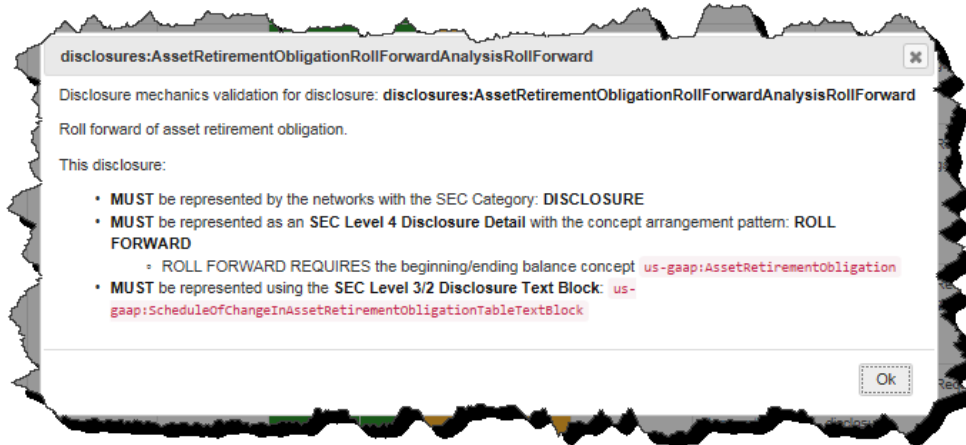 disclosures:AssetRetirementObligationRollForwardAnalysisRollForward
Disclosure mechanics validation for disclosure: disclosures:AssetRetirementObligationRollForwardAnalysisRollForward
Roll forward of asset retirement obligation.
This disclosure:
• MUST be represented by the networks with the SEC Category: DISCLOSURE
• MUST be represented as an SEC Level 4 Disclosure Detail with the concept arrangement pattern: ROLL
FORWARD
◦ ROLL FORWARD REQUIRES the beginning/ending balance concept us-gaap:AssetRetirementObligation
• MUST be represented using the SEC Level 3/2 Disclosure Text Block: us-
gaap:ScheduleOfChangeInAssetRetirementObligationTableTextBlock
Ok